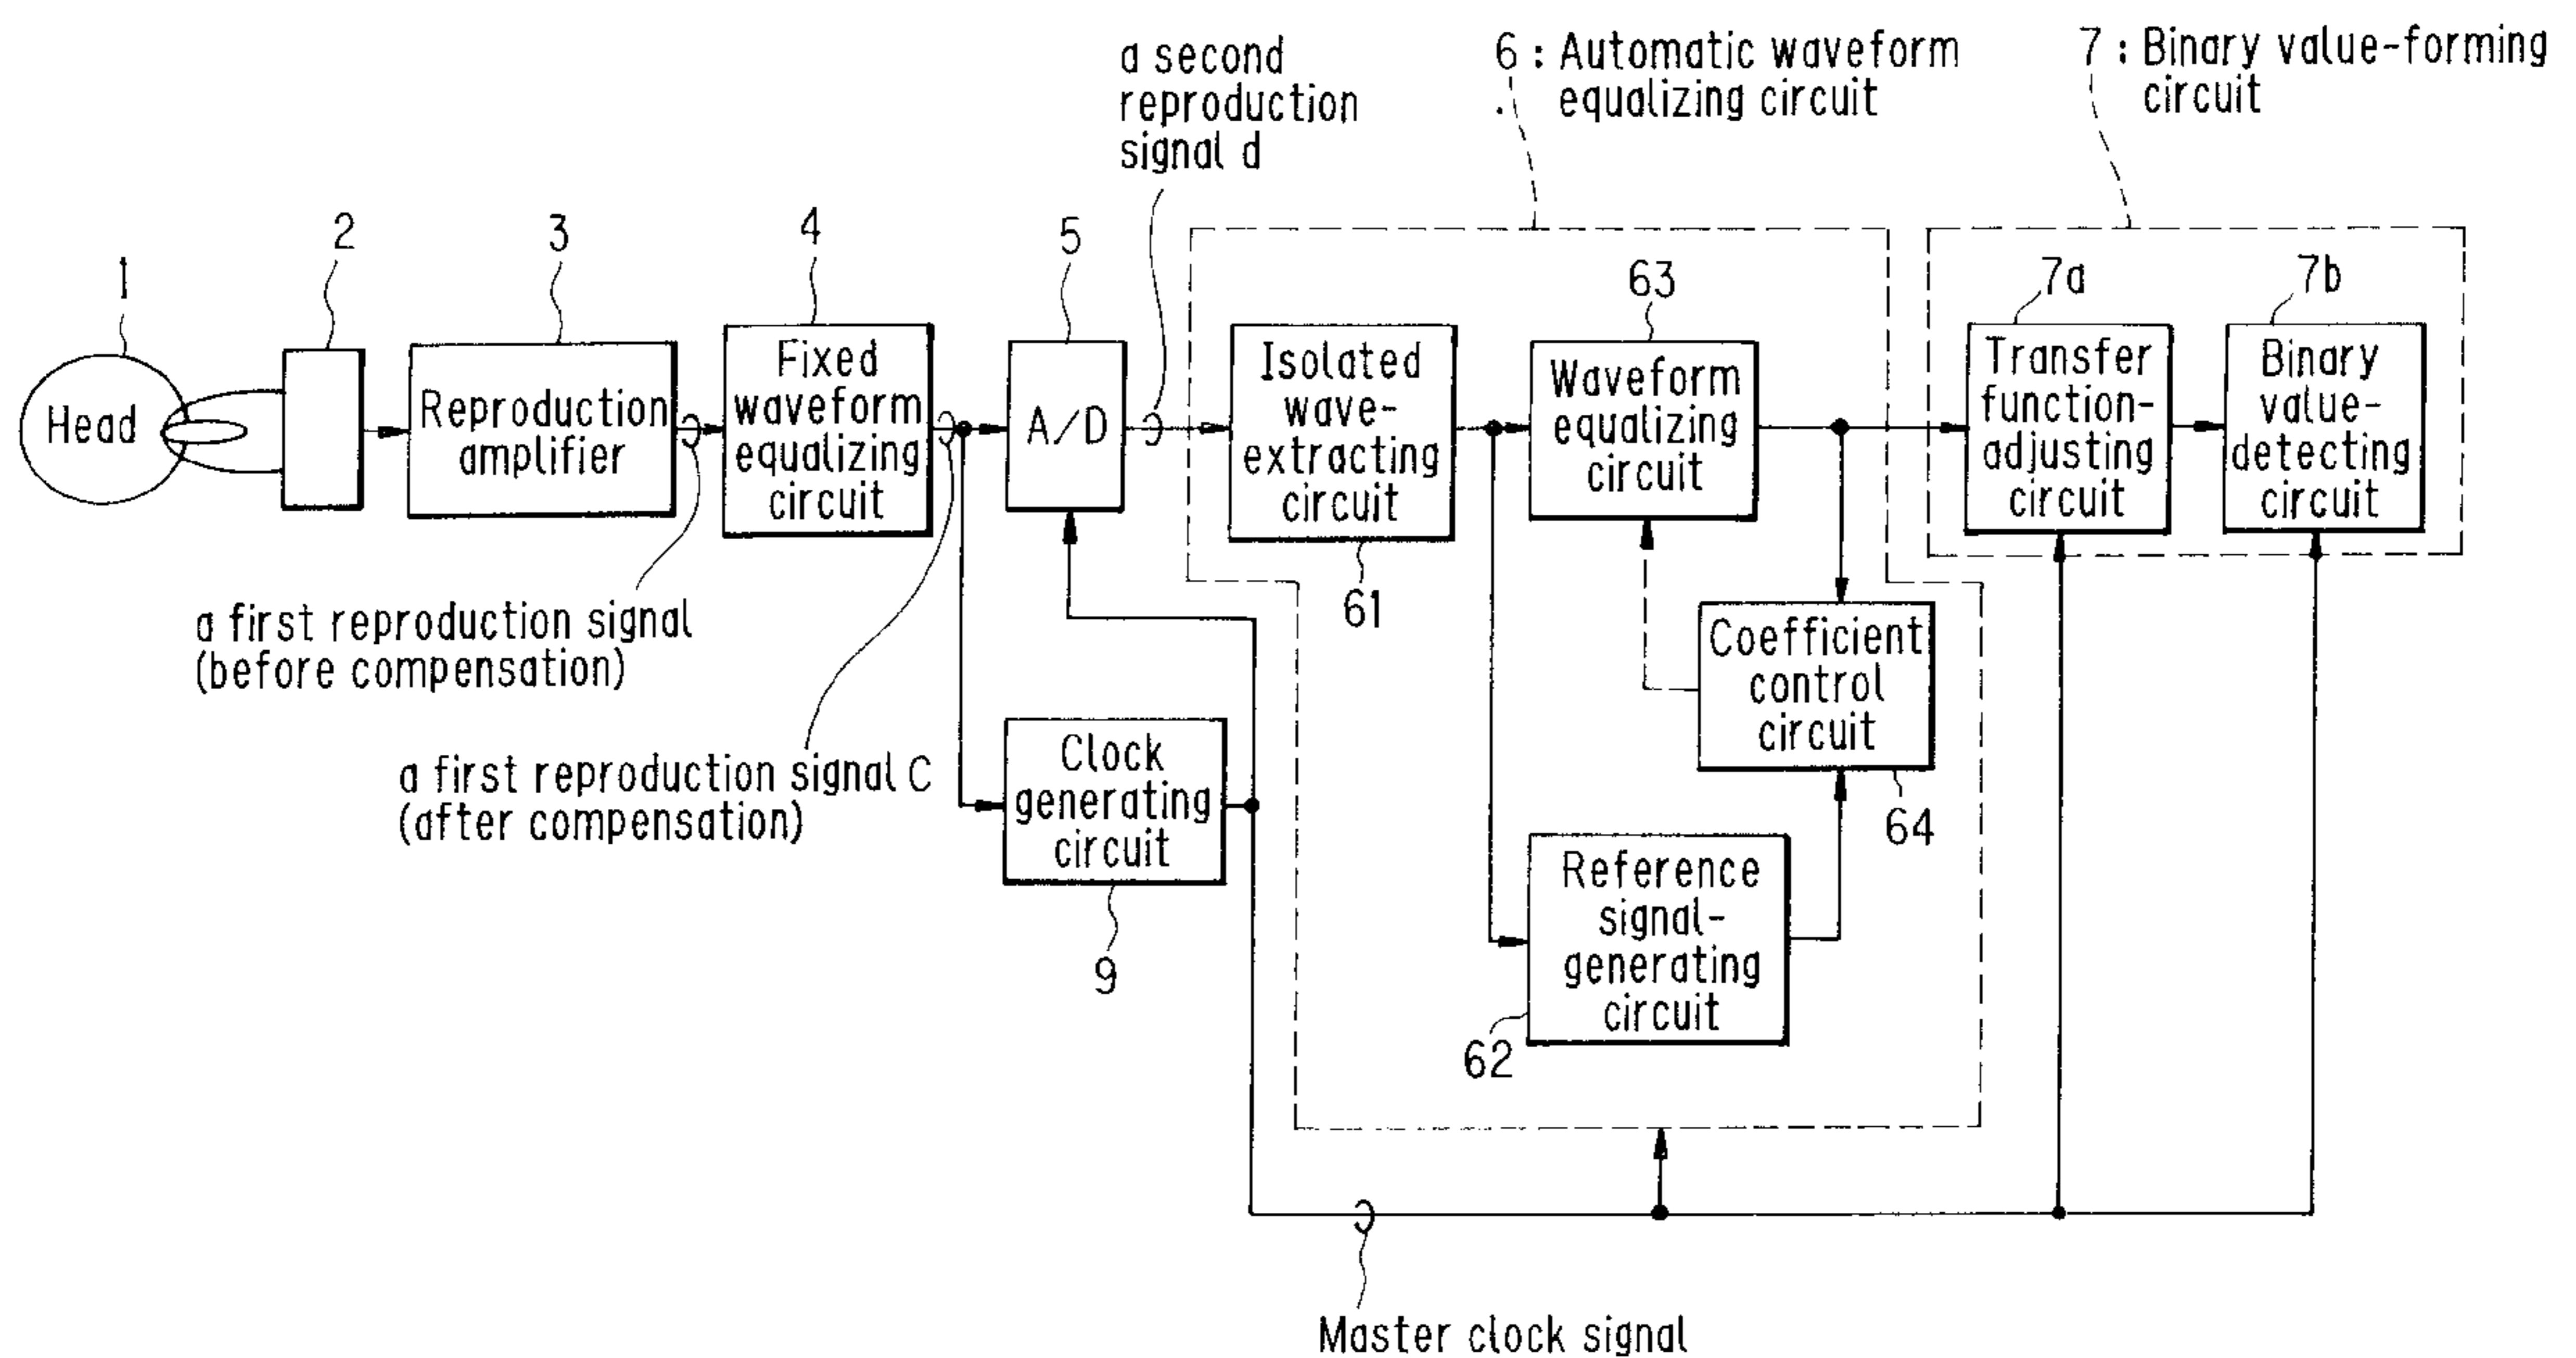 a second
reproduction
signal d
6 : Automatic waveform
equalizing circuit
7 : Binary value-forming
circuit
1
2
3
4
5
63
7a
7b
Head
Reproduction
amplifier
Fixed
waveform
equalizing
circuit
A/D
Isolated
wave-
extracting
circuit
Waveform
equalizing
circuit
Transfer
function-
adjusting
circuit
Binary
value-
detecting
circuit
61
a first reproduction signal
(before compensation)
Coefficient
control
circuit
64
a first reproduction signal C
(after compensation)
Clock
generating
circuit
9
Reference
signal-
generating
circuit
62
Master clock signal